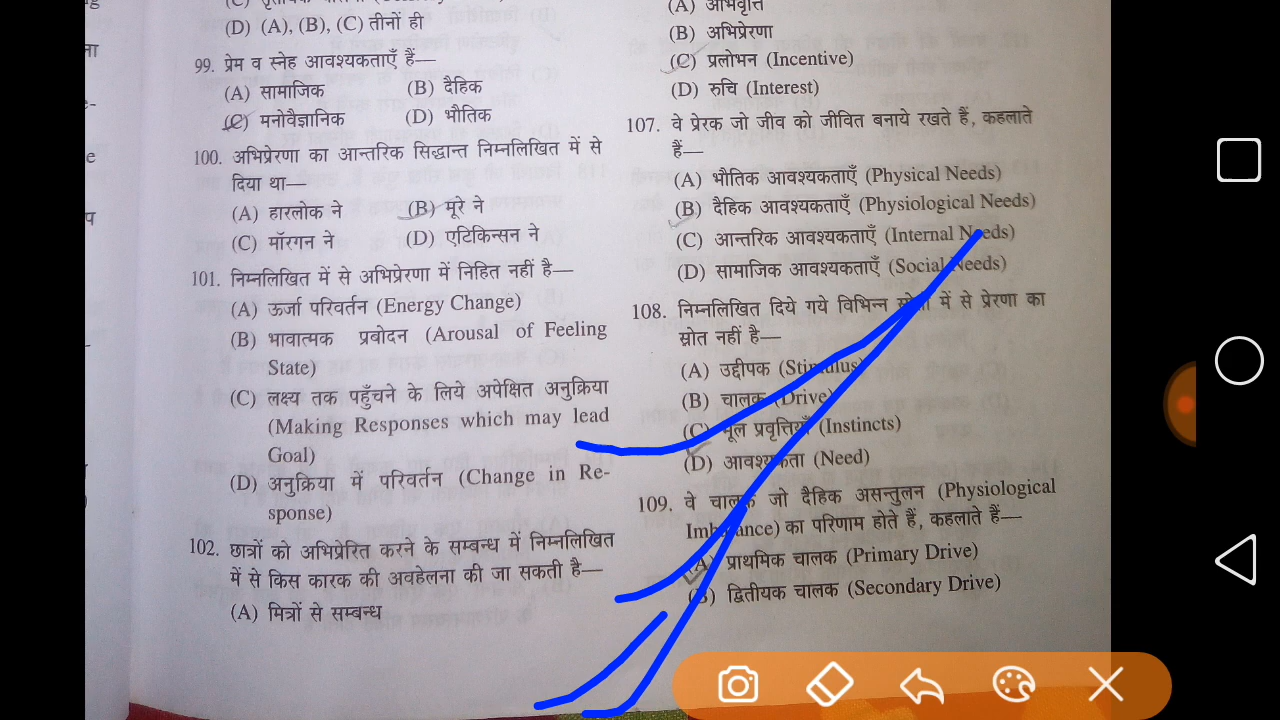 (D) (A), (B), (C) तीनों ही
99. प्रेम व स्नेह आवश्यकताएँ हैं—
(A) सामाजिक (B) दैहिक
(C) मनोवैज्ञानिक (D) भौतिक
100. अभिप्रेरणा का आन्तरिक सिद्धान्त निम्नलिखित में से
दिया था—
(A) हारलोक ने (B) मूरे ने
(C) मॉरगन ने (D) एटिकिन्सन ने
101. निम्नलिखित में से अभिप्रेरणा में निहित नहीं है—
(A) ऊर्जा परिवर्तन (Energy Change)
(B) भावात्मक प्रबोदन (Arousal of Feeling
State)
(C) लक्ष्य तक पहुँचने के लिये अपेक्षित अनुक्रिया
(Making Responses which may lead
Goal)
(D) अनुक्रिया में परिवर्तन (Change in Re-
sponse)
102. छात्रों को अभिप्रेरित करने के सम्बन्ध में निम्नलिखित
में से किस कारक की अवहेलना की जा सकती है—
(A) मित्रों से सम्बन्ध
(A) अभिवृत्ति
(B) अभिप्रेरणा
(C) प्रलोभन (Incentive)
(D) रुचि (Interest)
107. वे प्रेरक जो जीव को जीवित बनाये रखते हैं, कहलाते
हैं—
(A) भौतिक आवश्यकताएँ (Physical Needs)
(B) दैहिक आवश्यकताएँ (Physiological Needs)
(C) आन्तरिक आवश्यकताएँ (Internal Needs)
(D) सामाजिक आवश्यकताएँ (Social Needs)
108. निम्नलिखित दिये गये विभिन्न में से प्रेरणा का
स्रोत नहीं है—
(A) उद्दीपक (Stimulus)
(B) चालक (Drive)
(C) मूल प्रवृत्तियाँ (Instincts)
(D) आवश्यकता (Need)
109. वे चालक जो दैहिक असन्तुलन (Physiological
Imbalance) का परिणाम होते हैं, कहलाते हैं—
(A) प्राथमिक चालक (Primary Drive)
(B) द्वितीयक चालक (Secondary Drive)